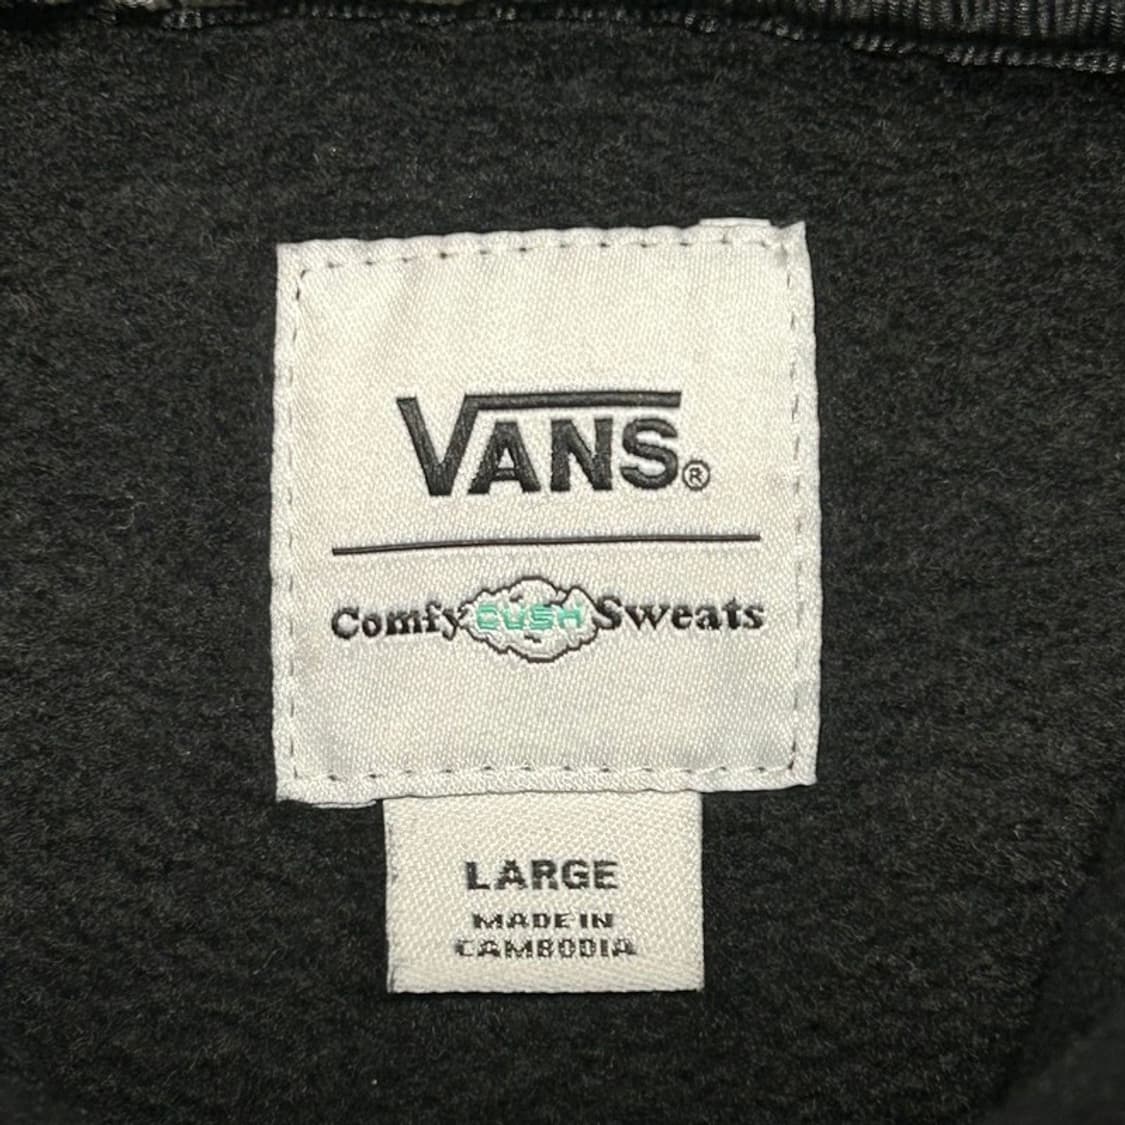 VANS®
Comfy CUSH Sweats
LARGE
MADE IN
CAMBODIA